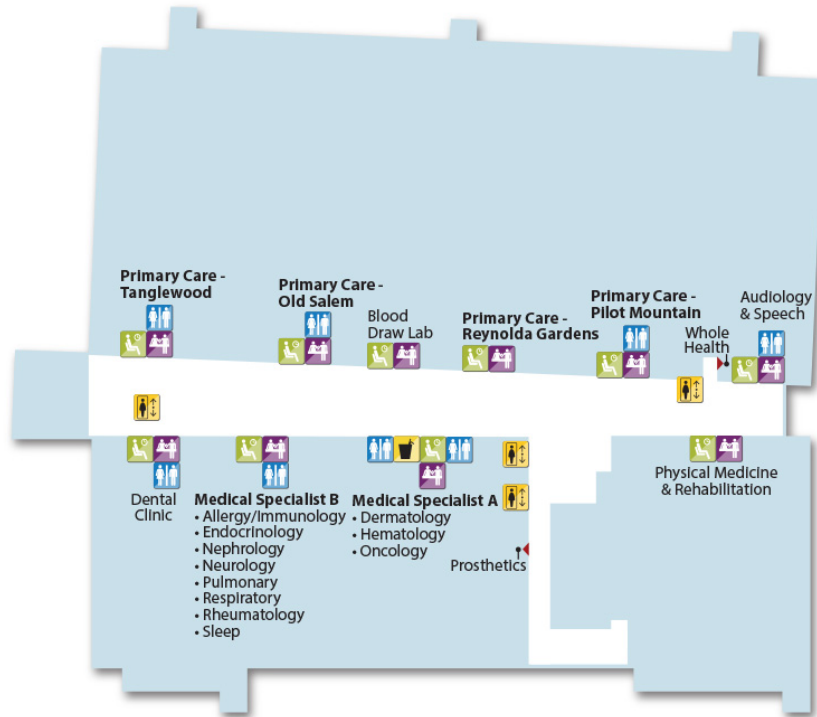 Primary Care -
Tanglewood
Primary Care -
Old Salem
Blood
Draw Lab
Primary Care -
Reynolda Gardens
Primary Care -
Pilot Mountain
Whole
Health
Audiology
& Speech
Dental
Clinic
Medical Specialist B
• Allergy/Immunology
• Endocrinology
• Nephrology
• Neurology
• Pulmonary
• Respiratory
• Rheumatology
• Sleep
Medical Specialist A
• Dermatology
• Hematology
• Oncology
Prosthetics
Physical Medicine
& Rehabilitation